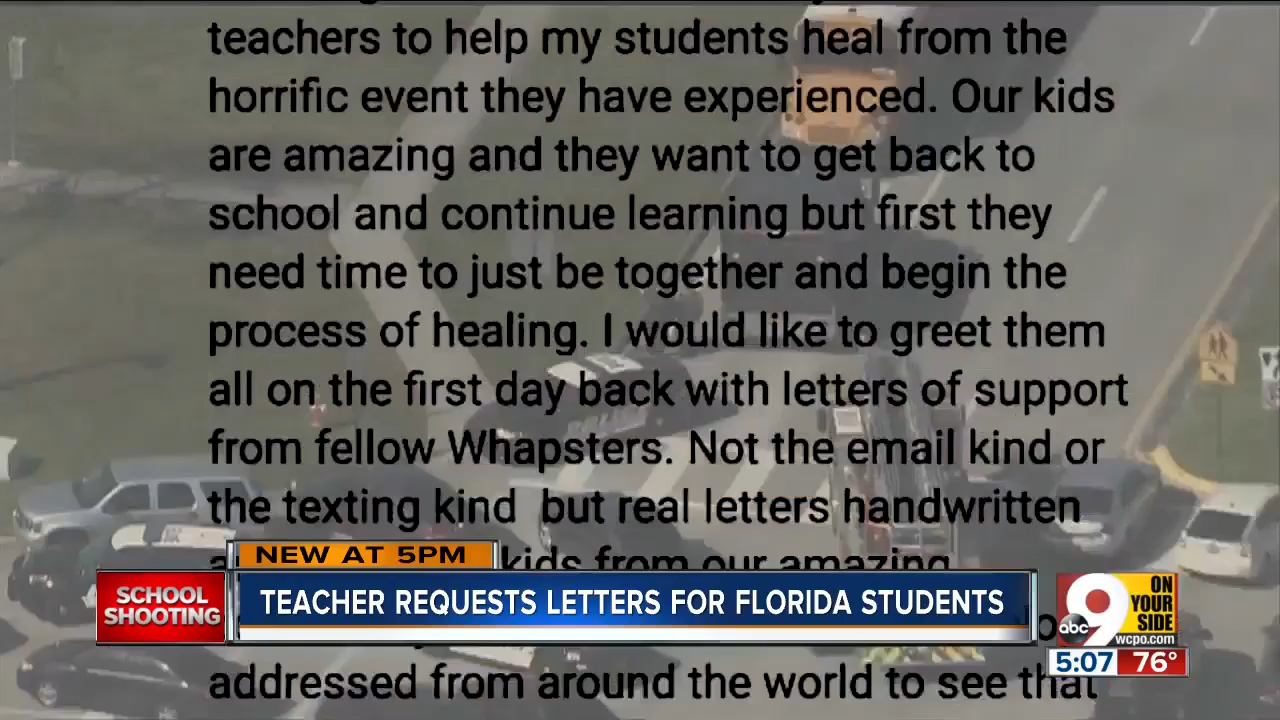 teachers to help my students heal from the
horrific event they have experienced. Our kids
are amazing and they want to get back to
school and continue learning but first they
need time to just be together and begin the
process of healing. I would like to greet them
all on the first day back with letters of support
from fellow Whapsters. Not the email kind or
the texting kind but real letters handwritten
kids from our amazing
addressed from around the world to see that
NEW AT 5PM
SCHOOL
SHOOTING
TEACHER REQUESTS LETTERS FOR FLORIDA STUDENTS
abc 9 ON
YOUR
SIDE
wcpo.com
5:07 76°